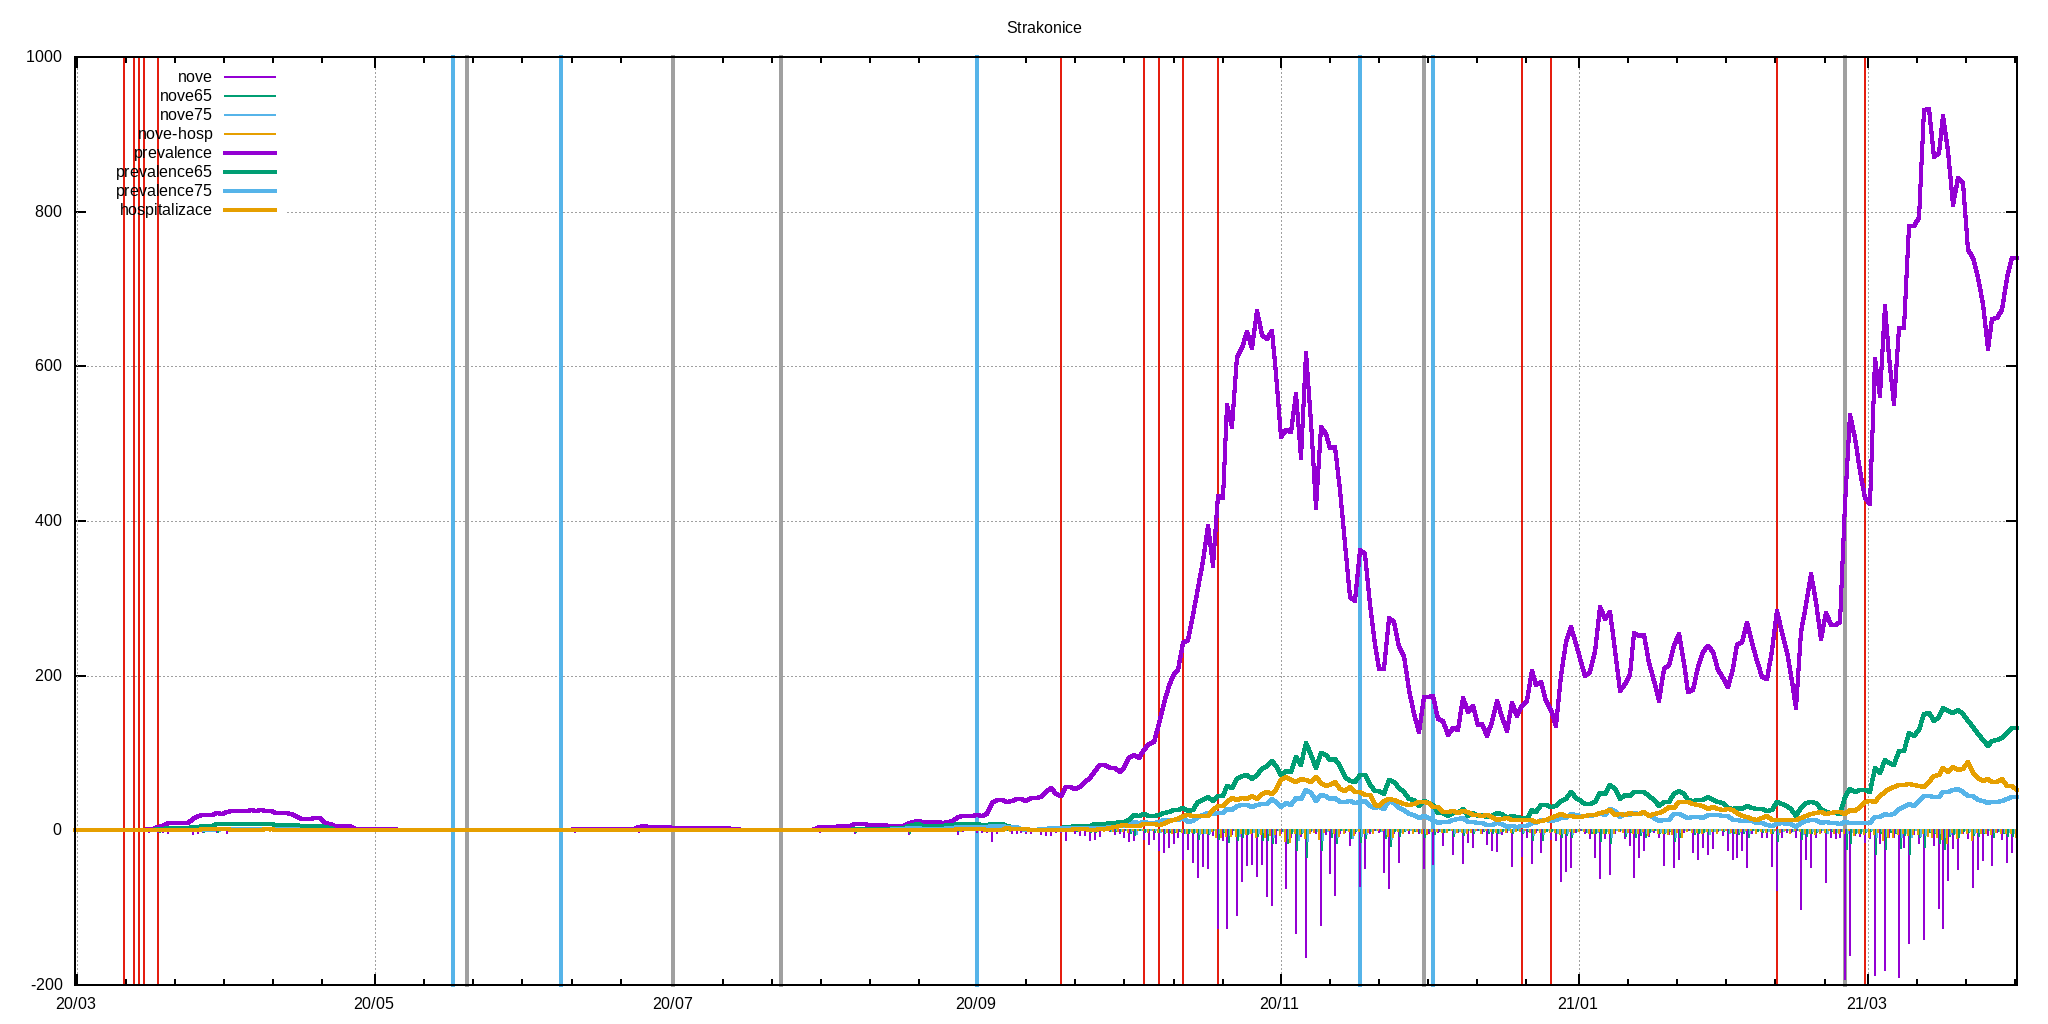 Strakonice
1000
800
600
400
200
0
-200
nove
nove65
nove75
nove-hosp
prevalence
prevalence65
prevalence75
hospitalizace
20/03 20/05 20/07 20/09 20/11 21/01 21/03